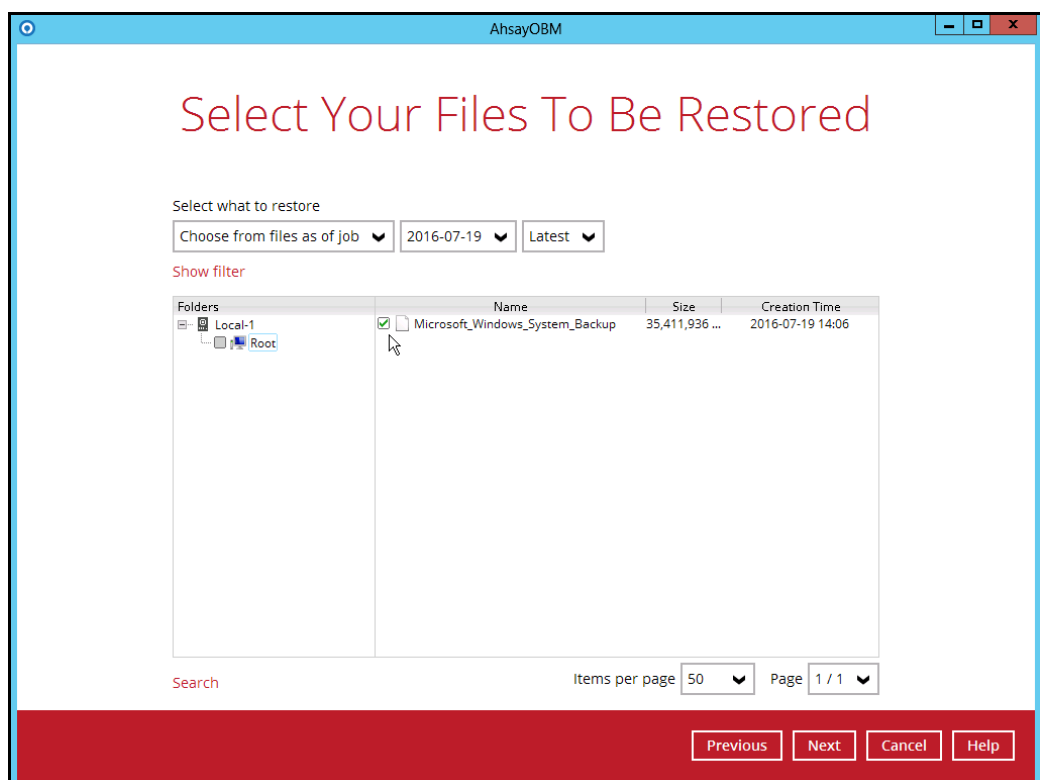 AhsayOBM
Select Your Files To Be Restored
Select what to restore
Choose from files as of job 2016-07-19 Latest
Show filter
Folders Name Size Creation Time
Local-1 Microsoft_Windows_System_Backup 35,411,936 ... 2016-07-19 14:06
Root
Search Items per page 50 Page 1 / 1
Previous Next Cancel Help